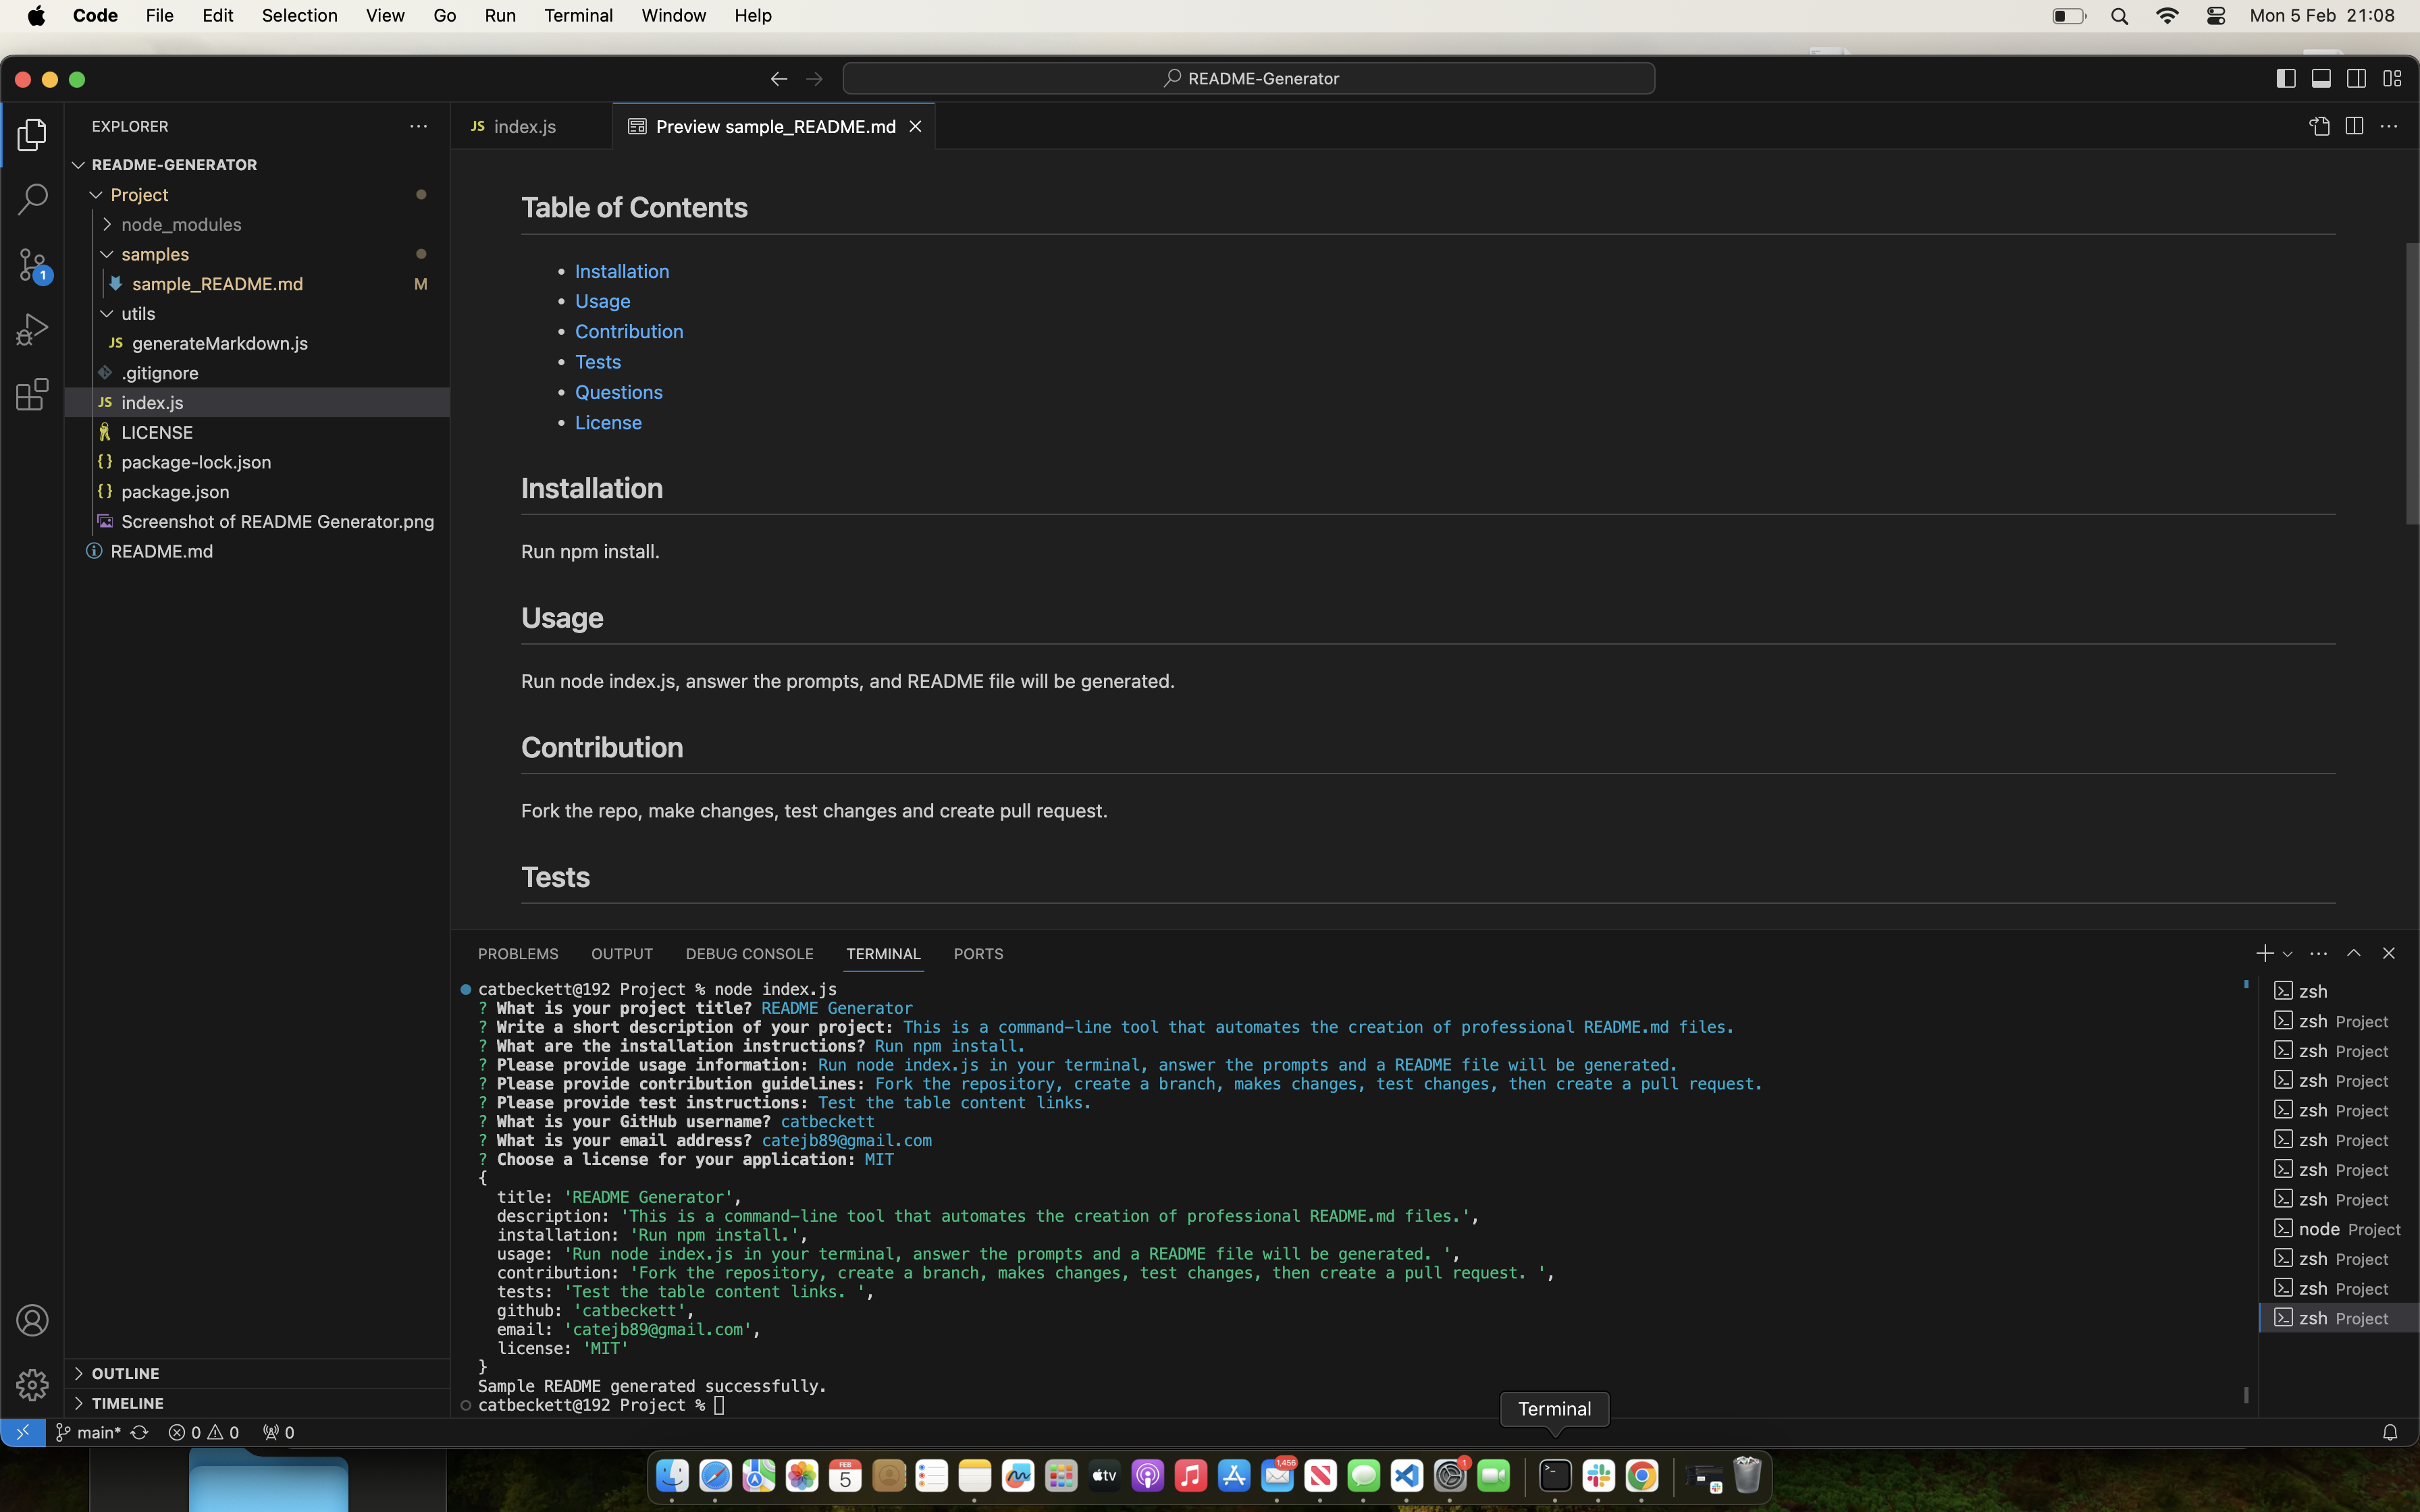 Code File Edit Selection View Go Run Terminal Window Help Mon 5 Feb 21:08
README-Generator
EXPLORER
README-GENERATOR
Project
node_modules
samples
sample_README.md M
utils
JS generateMarkdown.js
.gitignore
JS index.js
LICENSE
{} package-lock.json
{} package.json
Screenshot of README Generator.png
README.md
OUTLINE
TIMELINE
1
JS index.js
Preview sample_README.md
Table of Contents
• Installation
• Usage
• Contribution
• Tests
• Questions
• License
Installation
Run npm install.
Usage
Run node index.js, answer the prompts, and README file will be generated.
Contribution
Fork the repo, make changes, test changes and create pull request.
Tests
PROBLEMS OUTPUT DEBUG CONSOLE TERMINAL PORTS
catbeckett@192 Project % node index.js
? What is your project title? README Generator
? Write a short description of your project: This is a command-line tool that automates the creation of professional README.md files.
? What are the installation instructions? Run npm install.
? Please provide usage information: Run node index.js in your terminal, answer the prompts and a README file will be generated.
? Please provide contribution guidelines: Fork the repository, create a branch, makes changes, test changes, then create a pull request.
? Please provide test instructions: Test the table content links.
? What is your GitHub username? catbeckett
? What is your email address? catejb89@gmail.com
? Choose a license for your application: MIT
{
title: 'README Generator',
description: 'This is a command-line tool that automates the creation of professional README.md files.',
installation: 'Run npm install.',
usage: 'Run node index.js in your terminal, answer the prompts and a README file will be generated. ',
contribution: 'Fork the repository, create a branch, makes changes, test changes, then create a pull request. ',
tests: 'Test the table content links. ',
github: 'catbeckett',
email: 'catejb89@gmail.com',
license: 'MIT'
}
Sample README generated successfully.
catbeckett@192 Project %
zsh
zsh Project
zsh Project
zsh Project
zsh Project
zsh Project
zsh Project
zsh Project
node Project
zsh Project
zsh Project
zsh Project
Terminal
main* 0 0 0
FEB
5
tv
1,456
1